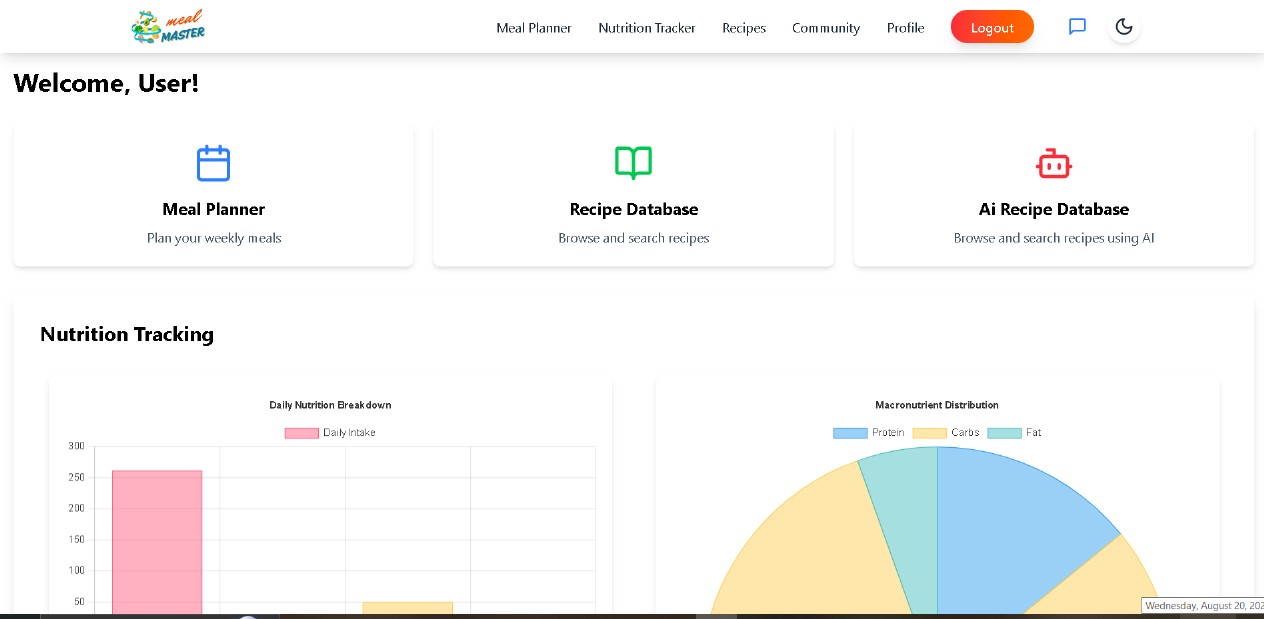 meal
MASTER
Meal Planner Nutrition Tracker Recipes Community Profile Logout
Welcome, User!
Meal Planner Recipe Database Ai Recipe Database
Plan your weekly meals Browse and search recipes Browse and search recipes using AI
Nutrition Tracking
Daily Nutrition Breakdown Macronutrient Distribution
Daily Intake Protein Carbs Fat
300
250
200
150
100
50
Wednesday, August 20, 202